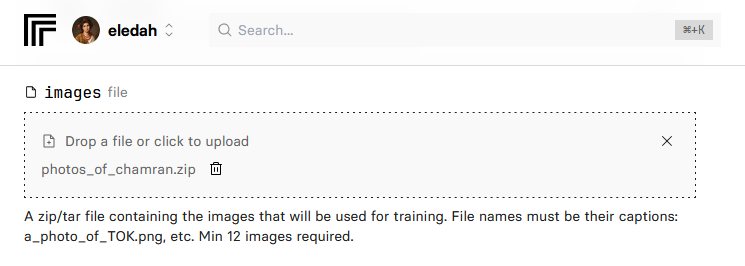 eledah
Search...
⌘+K
images file
Drop a file or click to upload
photos_of_chamran.zip
A zip/tar file containing the images that will be used for training. File names must be their captions:
a_photo_of_TOK.png, etc. Min 12 images required.